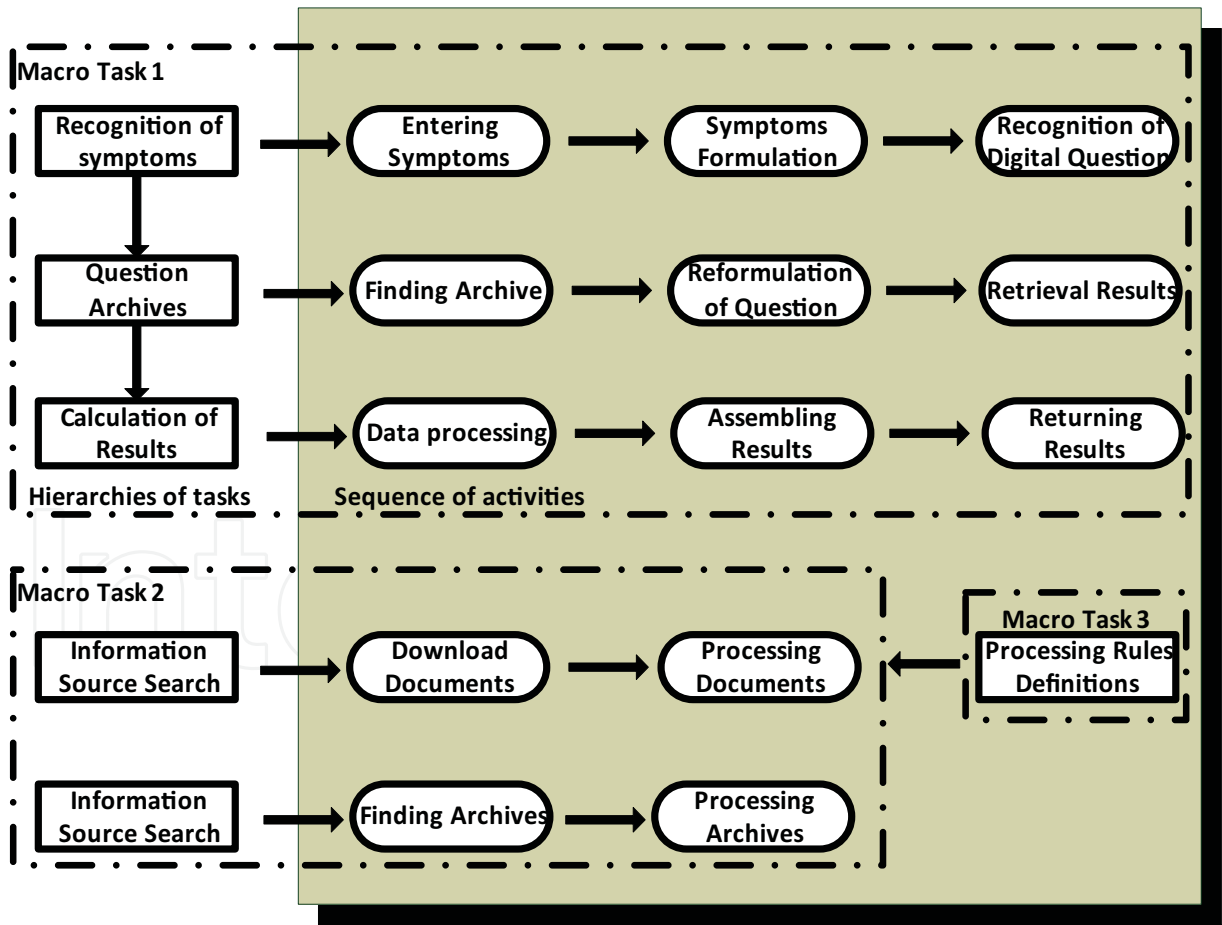 Macro Task 1
Recognition of
symptoms
Entering
Symptoms
Symptoms
Formulation
Recognition of
Digital Question
Question
Archives
Finding Archive
Reformulation
of Question
Retrieval Results
Calculation of
Results
Data processing
Assembling
Results
Returning
Results
Hierarchies of tasks
Sequence of activities
Macro Task 2
Information
Source Search
Download
Documents
Processing
Documents
Macro Task 3
Processing Rules
Definitions
Information
Source Search
Finding Archives
Processing
Archives